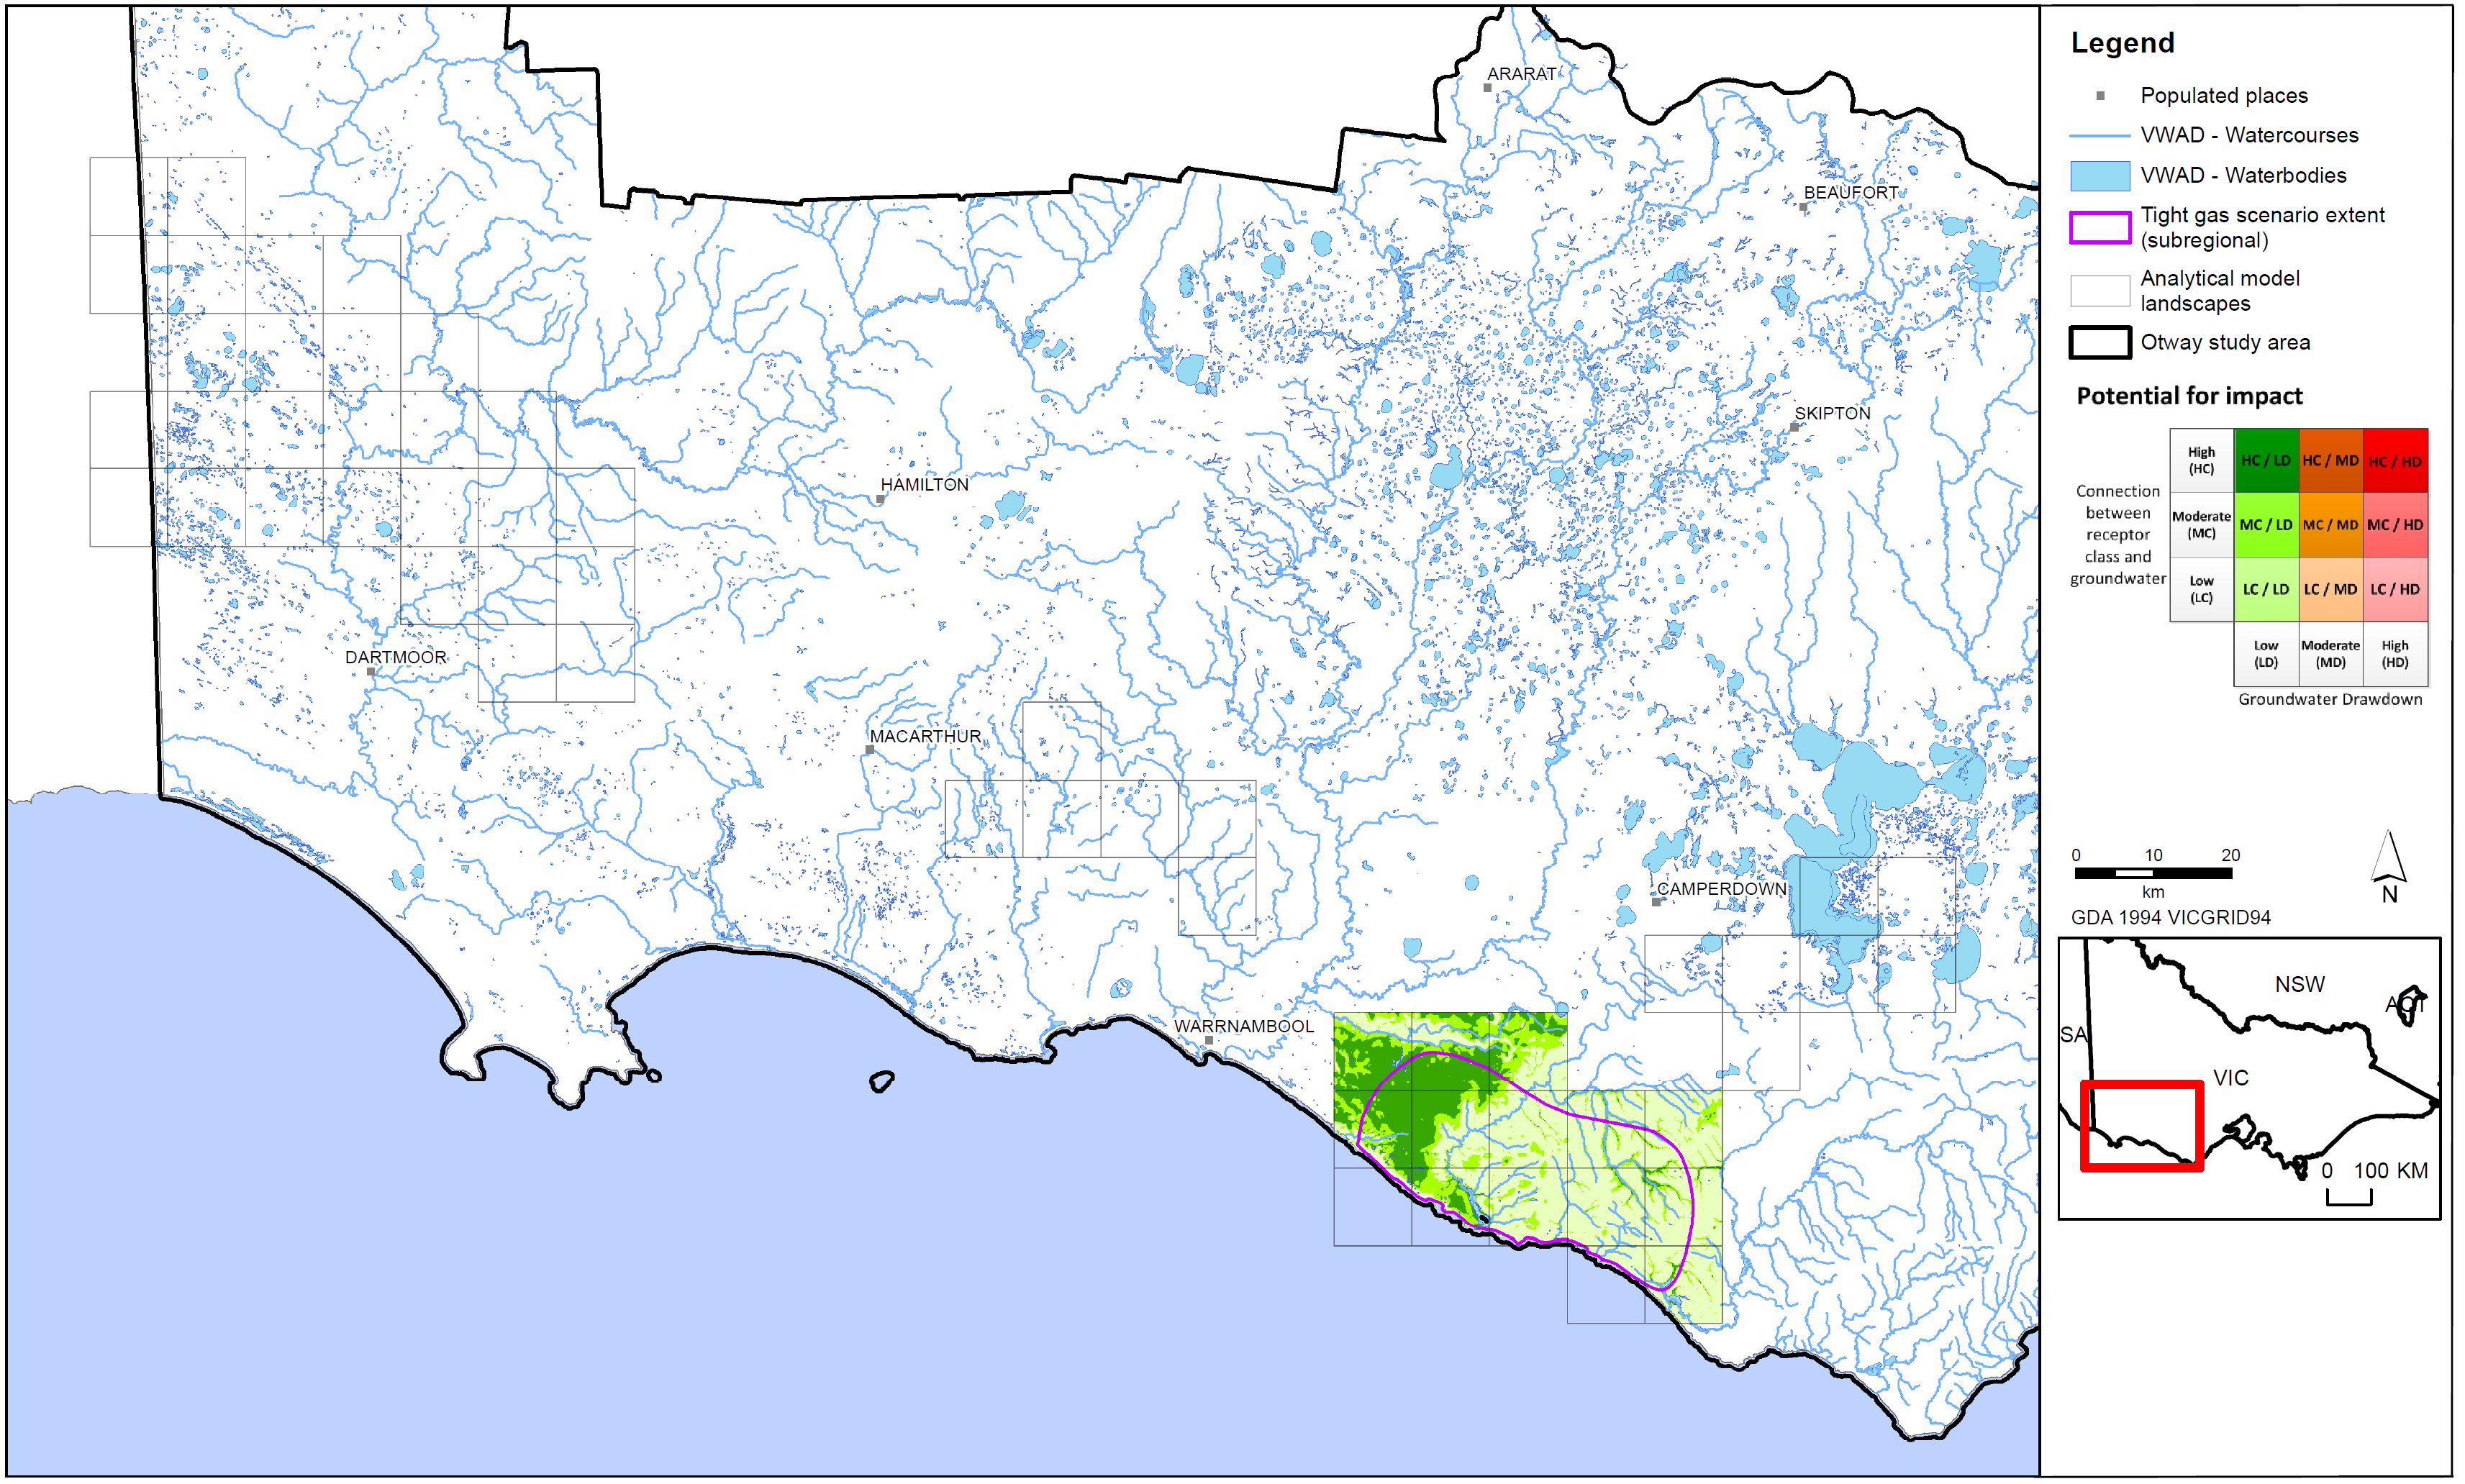 ARARAT
BEAUFORT
SKIPTON
HAMILTON
DARTMOOR
MACARTHUR
CAMPERDOWN
WARRNAMBOOL
Legend
Populated places
VWAD - Watercourses
VWAD - Waterbodies
Tight gas scenario extent
(subregional)
Analytical model
landscapes
Otway study area
Potential for impact
Connection
between
receptor
class and
groundwater
High
(HC)
HC / LD HC / MD HC / HD
Moderate
(MC)
MC / LD MC / MD MC / HD
Low
(LC)
LC / LD LC / MD LC / HD
Low
(LD)
Moderate
(MD)
High
(HD)
Groundwater Drawdown
0 10 20
km
N
GDA 1994 VICGRID94
NSW
ACT
SA
VIC
0 100 KM